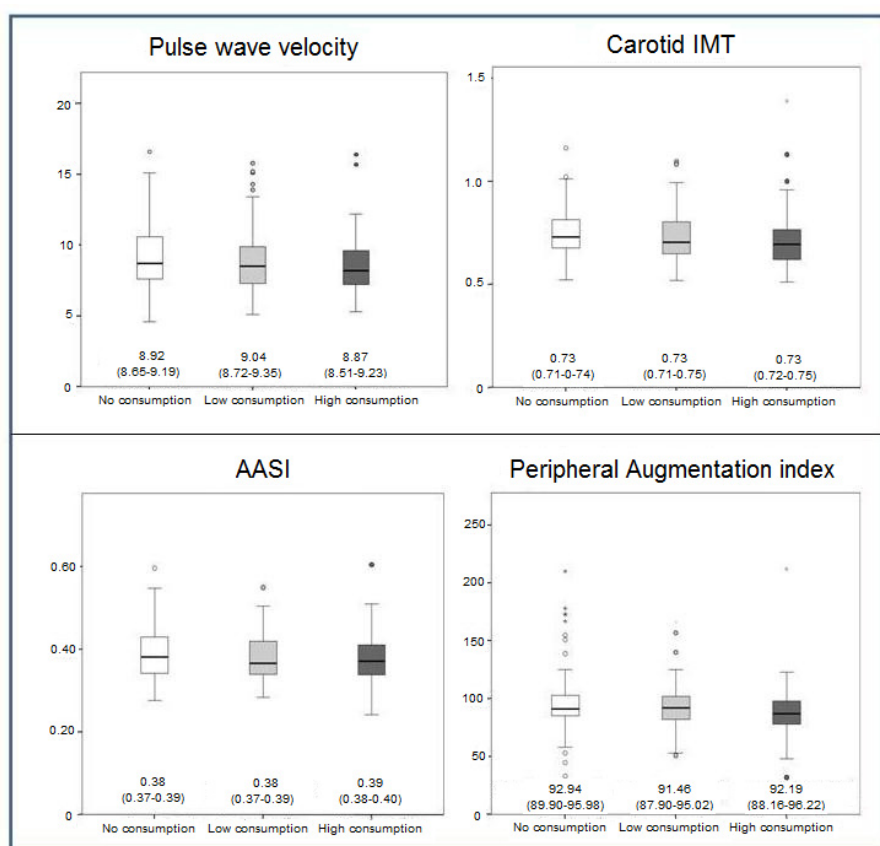 Pulse wave velocity
20
15
10
5
0
8.92
(8.65-9.19)
9.04
(8.72-9.35)
8.87
(8.51-9.23)
No consumption
Low consumption
High consumption
Carotid IMT
1.5
1.0
0.5
0
0.73
(0.71-0-74)
0.73
(0.71-0.75)
0.73
(0.72-0.75)
No consumption
Low consumption
High consumption
AASI
0.60
0.40
0.20
0
0.38
(0.37-0.39)
0.38
(0.37-0.39)
0.39
(0.38-0.40)
No consumption
Low consumption
High consumption
Peripheral Augmentation index
250
200
150
100
50
0
92.94
(89.90-95.98)
91.46
(87.90-95.02)
92.19
(88.16-96.22)
No consumption
Low consumption
High consumption